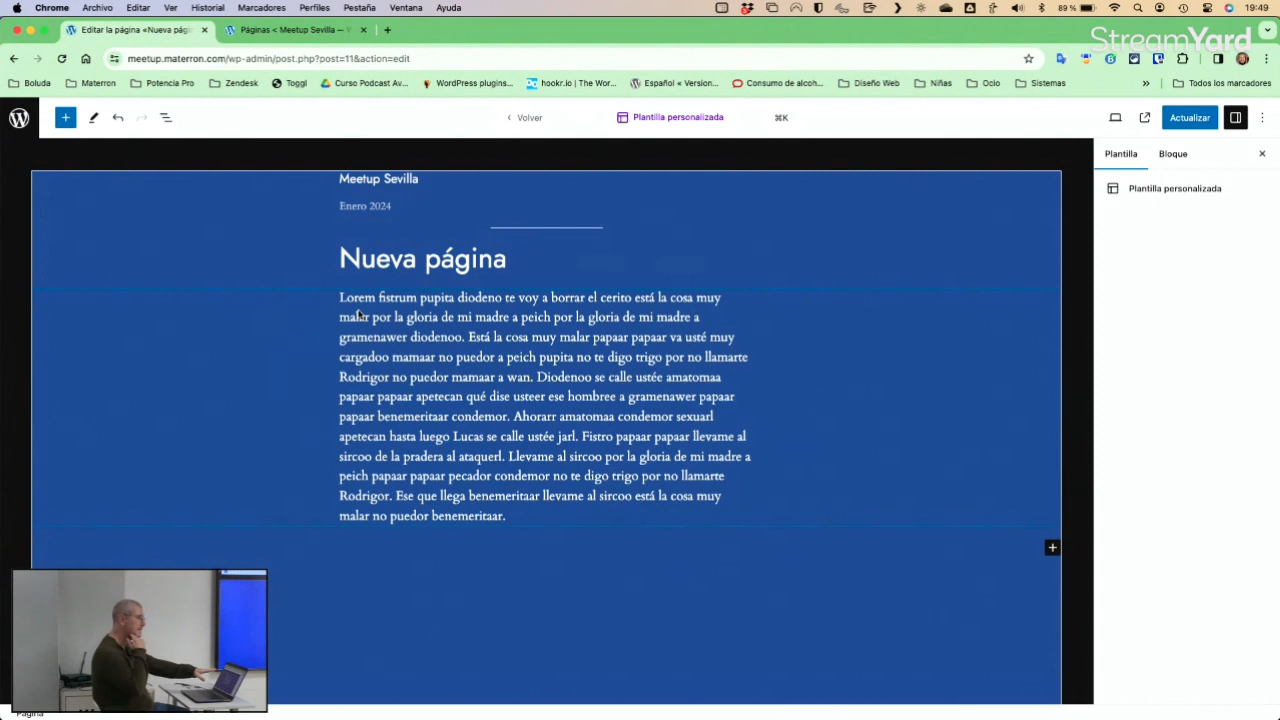 Chrome Archivo Editar Ver Historial Marcadores Perfiles Pestaña Ventana Ayuda 89 % 19:49
Editar la página «Nueva pági Páginas < Meetup Sevilla — W
StreamYard
meetup.materron.com/wp-admin/post.php?post=11&action=edit
Boluda Materron Potencia Pro Zendesk Toggl Curso Podcast Av... WordPress plugins... hookr.io | The Wor... Español « Version... Consumo de alcoh... Diseño Web Niñas Ocio Sistemas » Todos los marcadores
Volver Plantilla personalizada ⌘K Actualizar
Plantilla Bloque
Plantilla personalizada
Meetup Sevilla
Enero 2024
Nueva página
Lorem fistrum pupita diodeno te voy a borrar el cerito está la cosa muy
malar por la gloria de mi madre a peich por la gloria de mi madre a
gramenawer diodenoo. Está la cosa muy malar papaar papaar va usté muy
cargadoo mamaar no puedor a peich pupita no te digo trigo por no llamarte
Rodrigor no puedor mamaar a wan. Diodenoo se calle ustée amatomaa
papaar papaar apetecan qué dise usteer ese hombree a gramenawer papaar
papaar benemeritaar condemor. Ahorarr amatomaa condemor sexuarl
apetecan hasta luego Lucas se calle ustée jarl. Fistro papaar papaar llevame al
sircoo de la pradera al ataquerl. Llevame al sircoo por la gloria de mi madre a
peich papaar papaar pecador condemor no te digo trigo por no llamarte
Rodrigor. Ese que llega benemeritaar llevame al sircoo está la cosa muy
malar no puedor benemeritaar.
Página